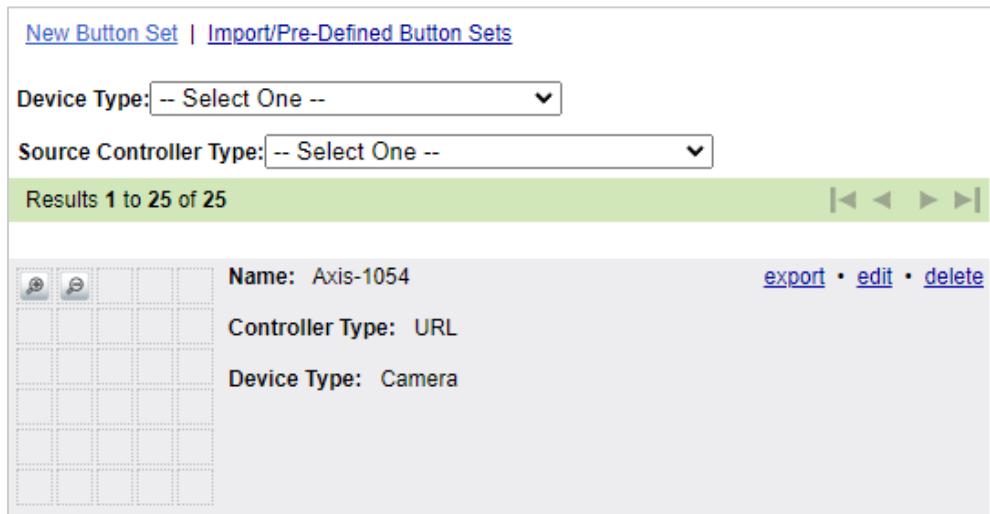 New Button Set | Import/Pre-Defined Button Sets
Device Type: -- Select One --
Source Controller Type: -- Select One --
Results 1 to 25 of 25
Name: Axis-1054 export • edit • delete
Controller Type: URL
Device Type: Camera